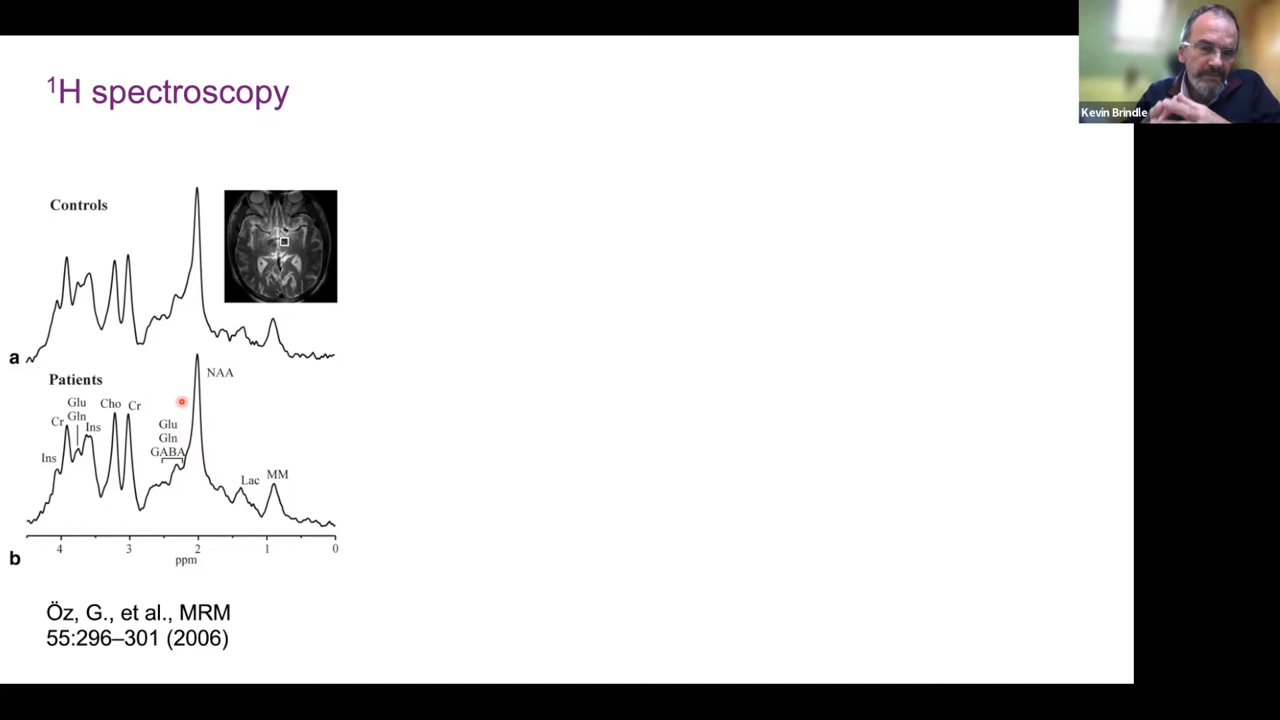 ¹H spectroscopy
Kevin Brindle
Controls
a
Patients
NAA
Glu
Gln
Cho
Cr
Cr
Ins
Glu
Gln
GABA
Ins
Lac
MM
4 3 2 1 0
ppm
b
Öz, G., et al., MRM
55:296–301 (2006)